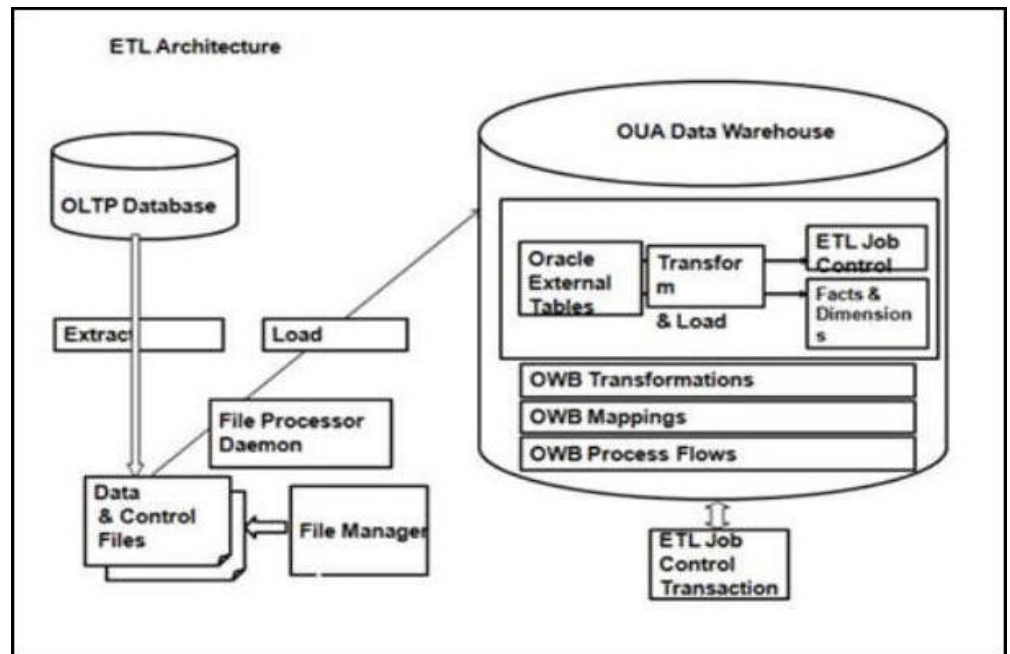 ETL Architecture
OLTP Database
Extract
Load
File Processor
Daemon
Data
& Control
Files
File Manager
OUA Data Warehouse
Oracle
External
Tables
Transfor
m
& Load
ETL Job
Control
Facts &
Dimension
s
OWB Transformations
OWB Mappings
OWB Process Flows
ETL Job
Control
Transaction